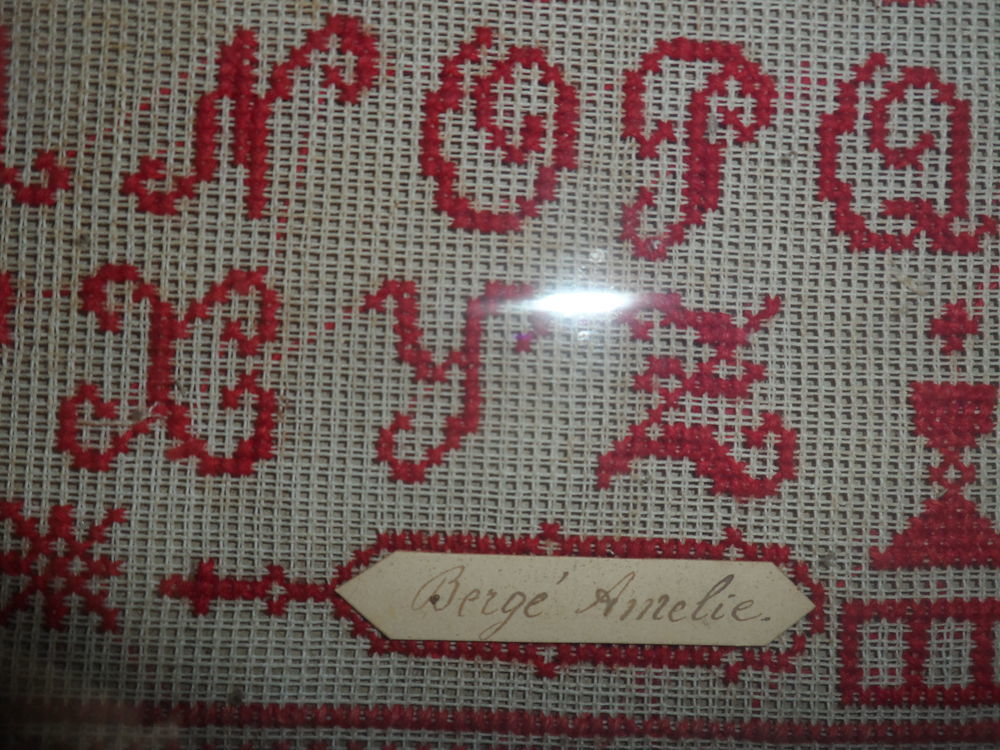 N O P Q
X Y Z
Bergé Amelie.